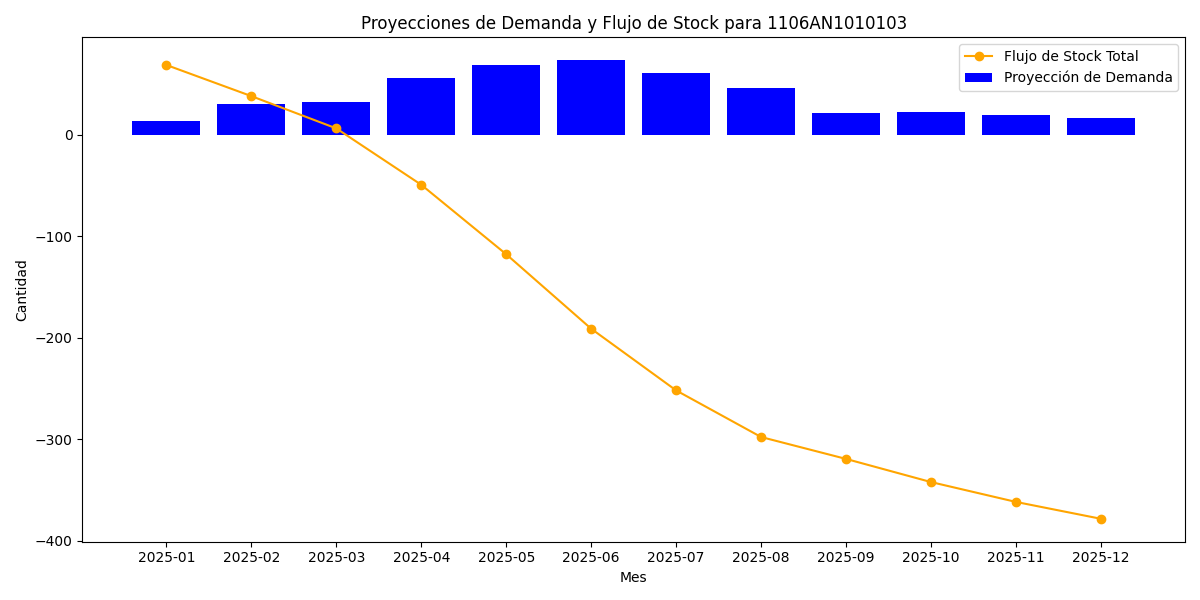 Proyecciones de Demanda y Flujo de Stock para 1106AN1010103
Flujo de Stock Total
Proyección de Demanda
Cantidad
0
−100
−200
−300
−400
2025-01 2025-02 2025-03 2025-04 2025-05 2025-06 2025-07 2025-08 2025-09 2025-10 2025-11 2025-12
Mes